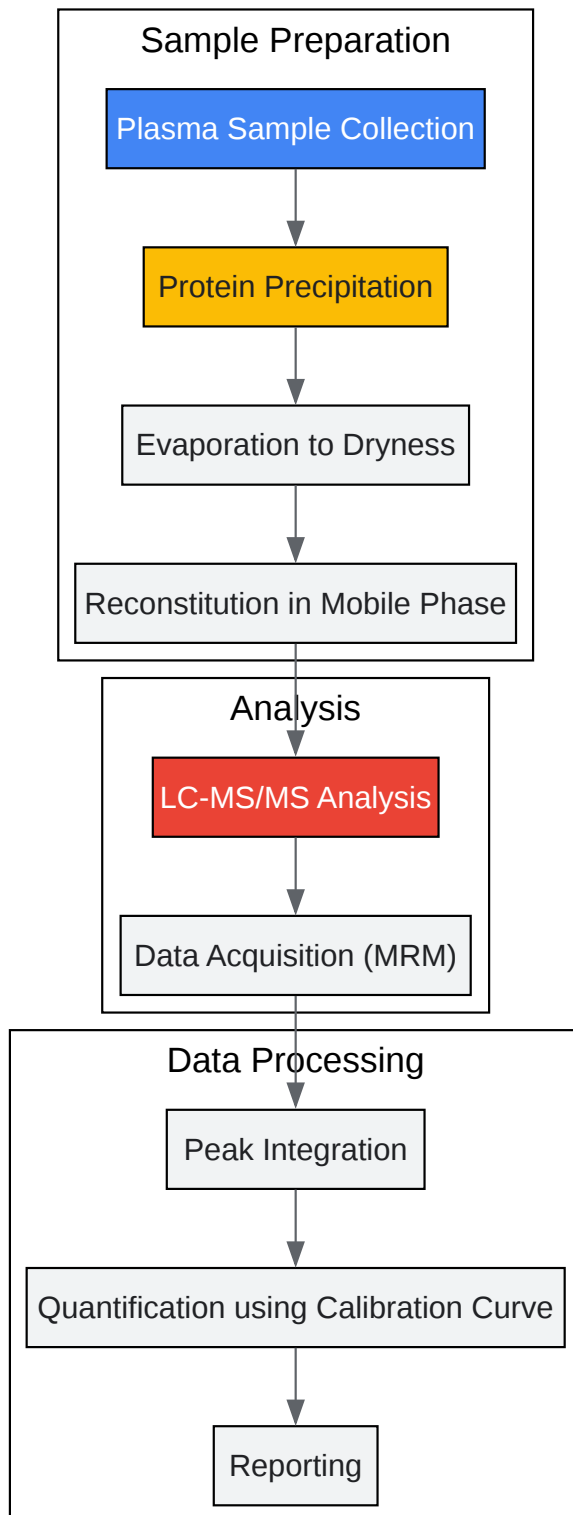 Sample Preparation
Plasma Sample Collection
Protein Precipitation
Evaporation to Dryness
Reconstitution in Mobile Phase
Analysis
LC-MS/MS Analysis
Data Acquisition (MRM)
Data Processing
Peak Integration
Quantification using Calibration Curve
Reporting